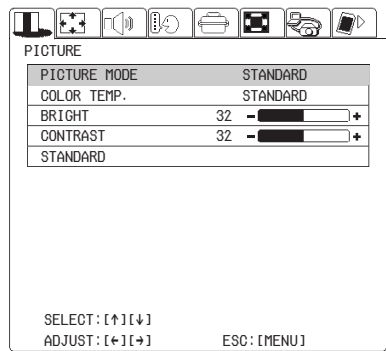 PICTURE
PICTURE MODE STANDARD
COLOR TEMP. STANDARD
BRIGHT 32 - +
CONTRAST 32 - +
STANDARD
SELECT:[↑][↓]
ADJUST:[←][→] ESC:[MENU]